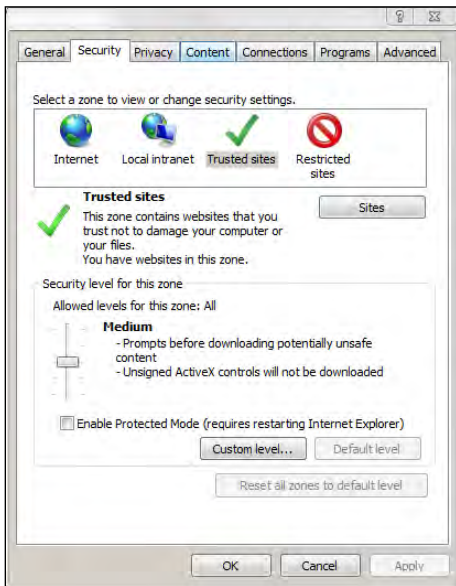 General Security Privacy Content Connections Programs Advanced
Select a zone to view or change security settings.
Internet Local intranet Trusted sites Restricted
sites
Trusted sites
Sites
This zone contains websites that you
trust not to damage your computer or
your files.
You have websites in this zone.
Security level for this zone
Allowed levels for this zone: All
Medium
- Prompts before downloading potentially unsafe
content
- Unsigned ActiveX controls will not be downloaded
Enable Protected Mode (requires restarting Internet Explorer)
Custom level... Default level
Reset all zones to default level
OK Cancel Apply